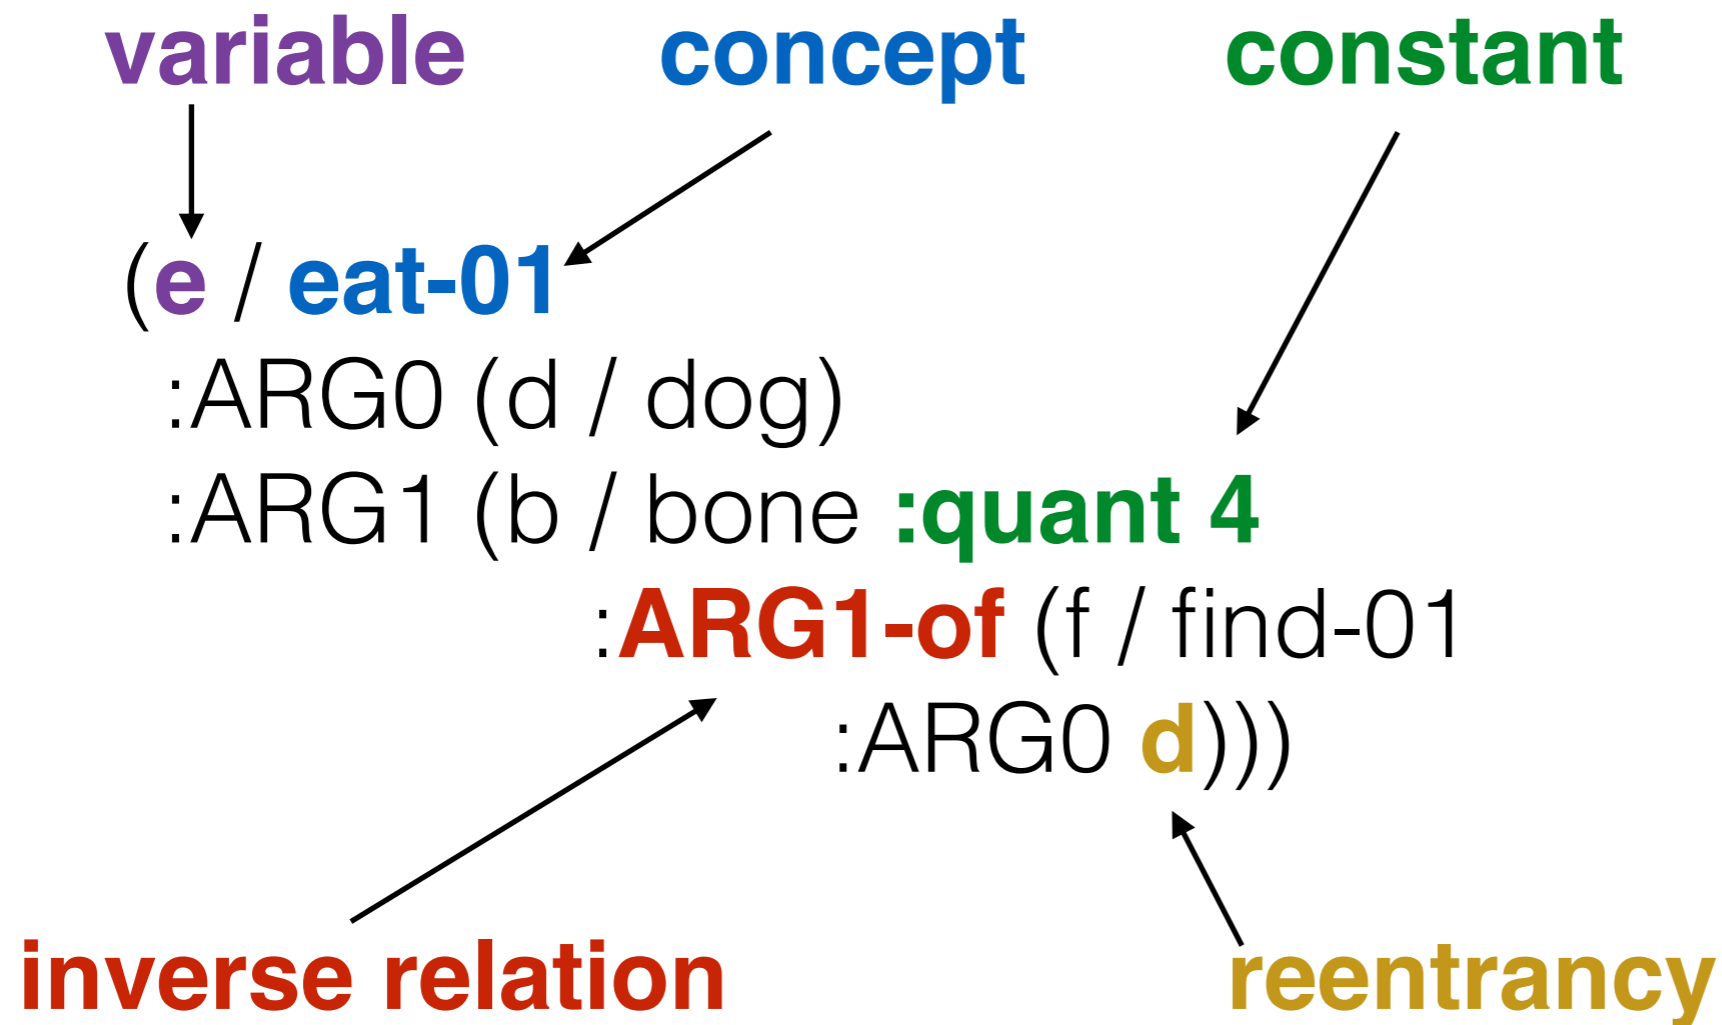 variable concept constant
(e / eat-01
:ARG0 (d / dog)
:ARG1 (b / bone :quant 4
:ARG1-of (f / find-01
:ARG0 d)))
inverse relation reentrancy